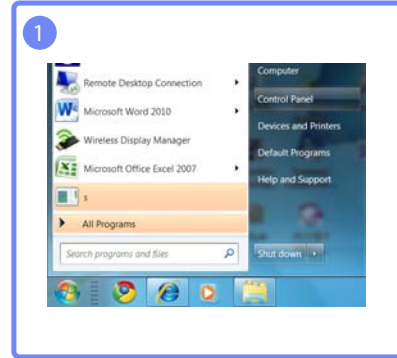 1
Remote Desktop Connection
Microsoft Word 2010
Wireless Display Manager
Microsoft Office Excel 2007
s
All Programs
Search programs and files
Computer
Control Panel
Devices and Printers
Default Programs
Help and Support
Shut down